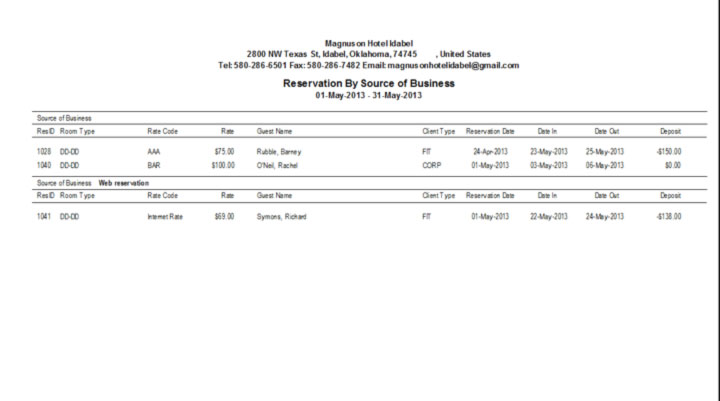 Magnuson Hotel Idabel
2800 NW Texas St, Idabel, Oklahoma, 74745 , United States
Tel: 580-286-6501 Fax: 580-286-7482 Email: magnusonhotelidabel@gmail.com
Reservation By Source of Business
01-May-2013 - 31-May-2013
Source of Business
ResID Room Type Rate Code Rate Guest Name Client Type Reservation Date Date In Date Out Deposit
1028 DD-DD AAA $75.00 Rubble, Barney FIT 24-Apr-2013 23-May-2013 25-May-2013 -$150.00
1040 DD-DD BAR $100.00 O'Neil, Rachel CORP 01-May-2013 03-May-2013 06-May-2013 $0.00
Source of Business Web reservation
ResID Room Type Rate Code Rate Guest Name Client Type Reservation Date Date In Date Out Deposit
1041 DD-DD Internet Rate $69.00 Symons, Richard FIT 01-May-2013 22-May-2013 24-May-2013 -$138.00